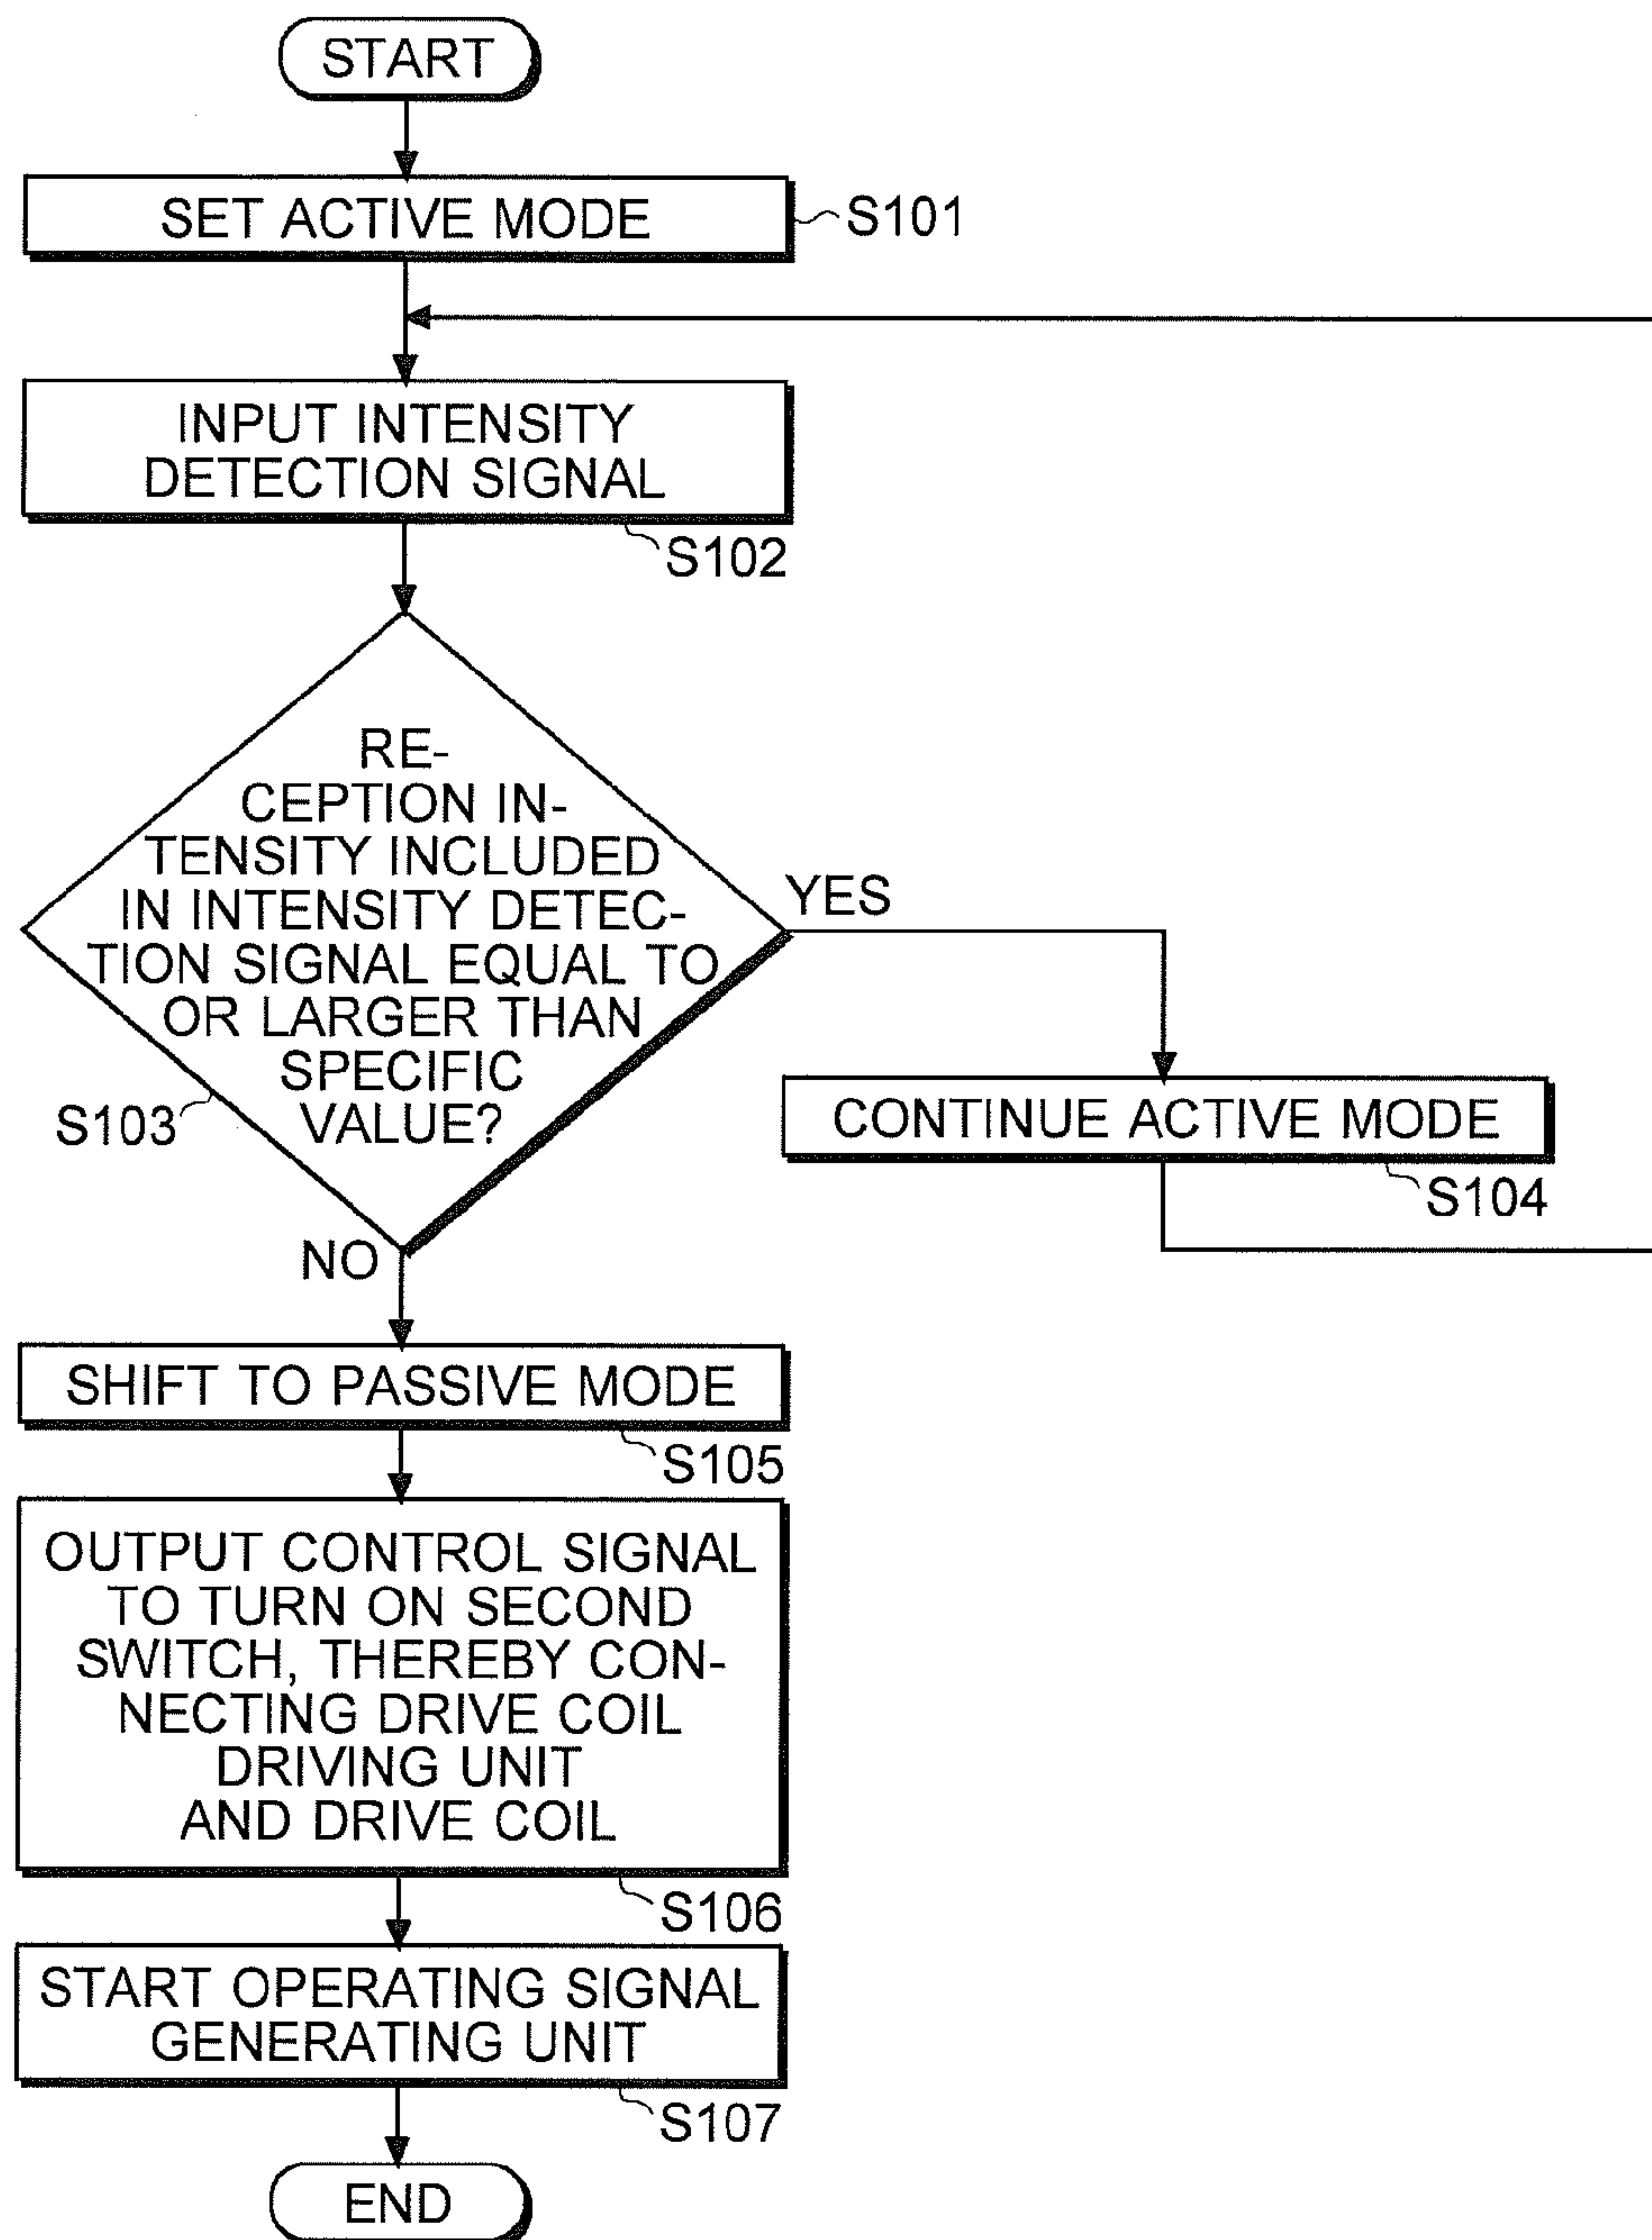 START
SET ACTIVE MODE
S101
INPUT INTENSITY
DETECTION SIGNAL
S102
RE-
CEPTION IN-
TENSITY INCLUDED
IN INTENSITY DETEC-
TION SIGNAL EQUAL TO
OR LARGER THAN
SPECIFIC
VALUE?
S103
YES
CONTINUE ACTIVE MODE
S104
NO
SHIFT TO PASSIVE MODE
S105
OUTPUT CONTROL SIGNAL
TO TURN ON SECOND
SWITCH, THEREBY CON-
NECTING DRIVE COIL
DRIVING UNIT
AND DRIVE COIL
S106
START OPERATING SIGNAL
GENERATING UNIT
S107
END